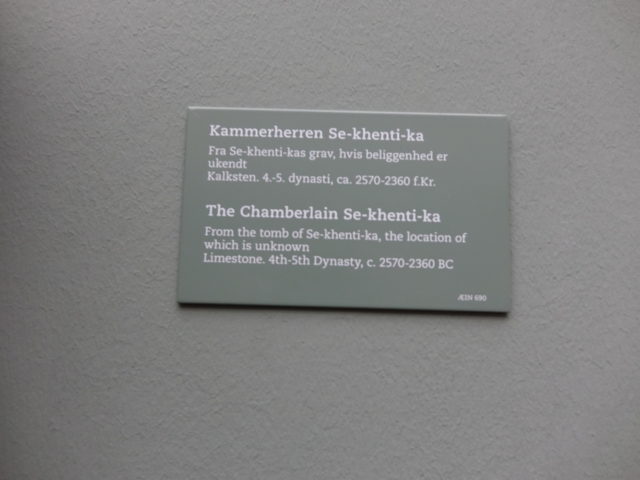 Kammerherren Se-khenti-ka
Fra Se-khenti-kas grav, hvis beliggenhed er
ukendt
Kalksten. 4.-5. dynasti, ca. 2570-2360 f.Kr.
The Chamberlain Se-khenti-ka
From the tomb of Se-khenti-ka, the location of
which is unknown
Limestone. 4th-5th Dynasty, c. 2570-2360 BC
ÆIN 690